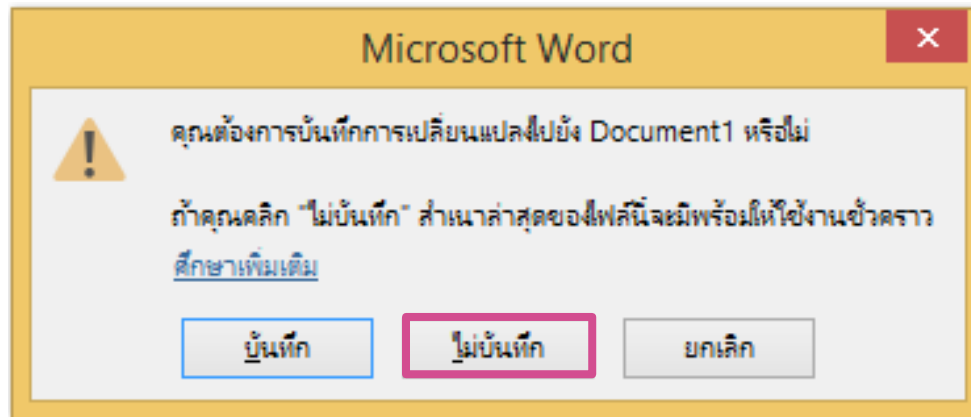 Microsoft Word
คุณต้องการบันทึกการเปลี่ยนแปลงไปยัง Document1 หรือไม่
ถ้าคุณคลิก "ไม่บันทึก" สำเนาล่าสุดของไฟล์นี้จะมีพร้อมให้ใช้งานชั่วคราว
ศึกษาเพิ่มเติม
บันทึก ไม่บันทึก ยกเลิก